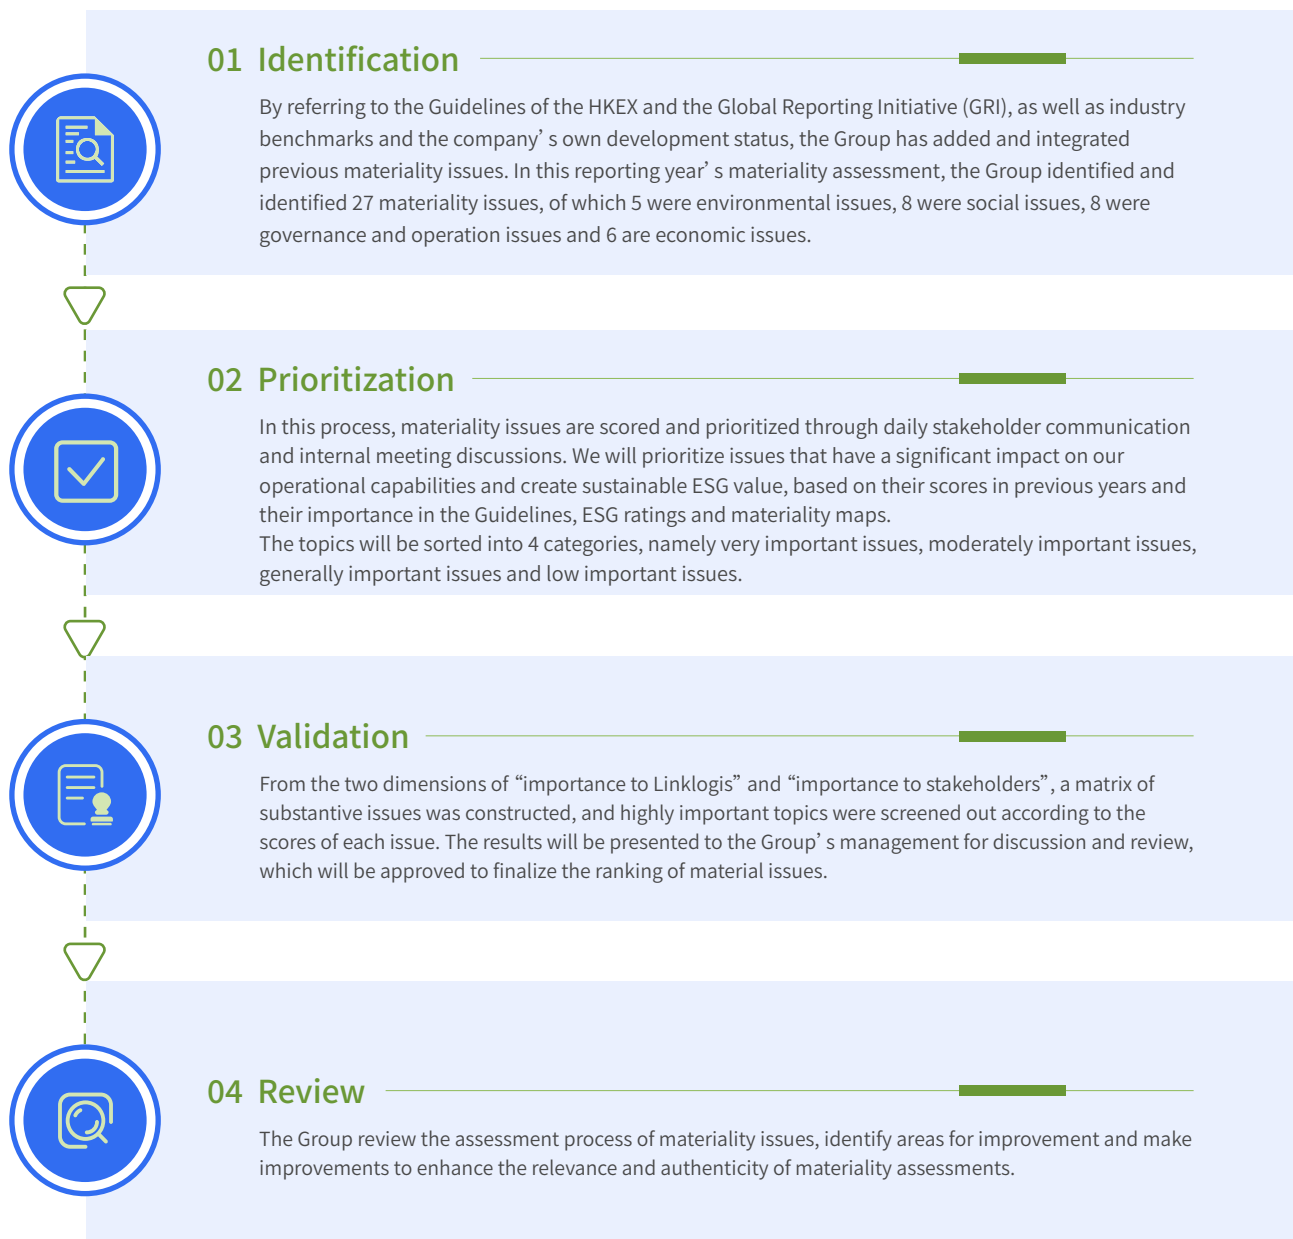 01 Identification
By referring to the Guidelines of the HKEX and the Global Reporting Initiative (GRI), as well as industry
benchmarks and the company’ s own development status, the Group has added and integrated
previous materiality issues. In this reporting year’ s materiality assessment, the Group identified and
identified 27 materiality issues, of which 5 were environmental issues, 8 were social issues, 8 were
governance and operation issues and 6 are economic issues.
02 Prioritization
In this process, materiality issues are scored and prioritized through daily stakeholder communication
and internal meeting discussions. We will prioritize issues that have a significant impact on our
operational capabilities and create sustainable ESG value, based on their scores in previous years and
their importance in the Guidelines, ESG ratings and materiality maps.
The topics will be sorted into 4 categories, namely very important issues, moderately important issues,
generally important issues and low important issues.
03 Validation
From the two dimensions of “importance to Linklogis” and “importance to stakeholders”, a matrix of
substantive issues was constructed, and highly important topics were screened out according to the
scores of each issue. The results will be presented to the Group’ s management for discussion and review,
which will be approved to finalize the ranking of material issues.
04 Review
The Group review the assessment process of materiality issues, identify areas for improvement and make
improvements to enhance the relevance and authenticity of materiality assessments.